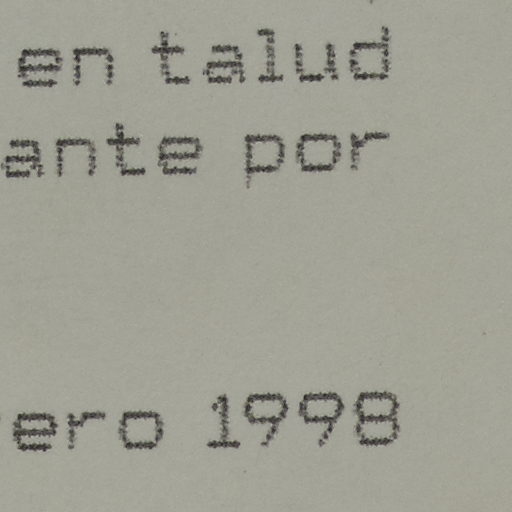 en talud
ante por
ero 1998